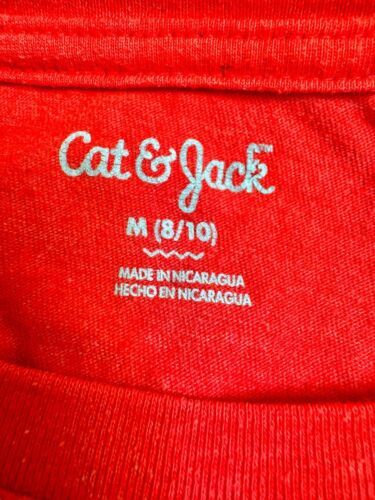 Cat & Jack™
M (8/10)
MADE IN NICARAGUA
HECHO EN NICARAGUA